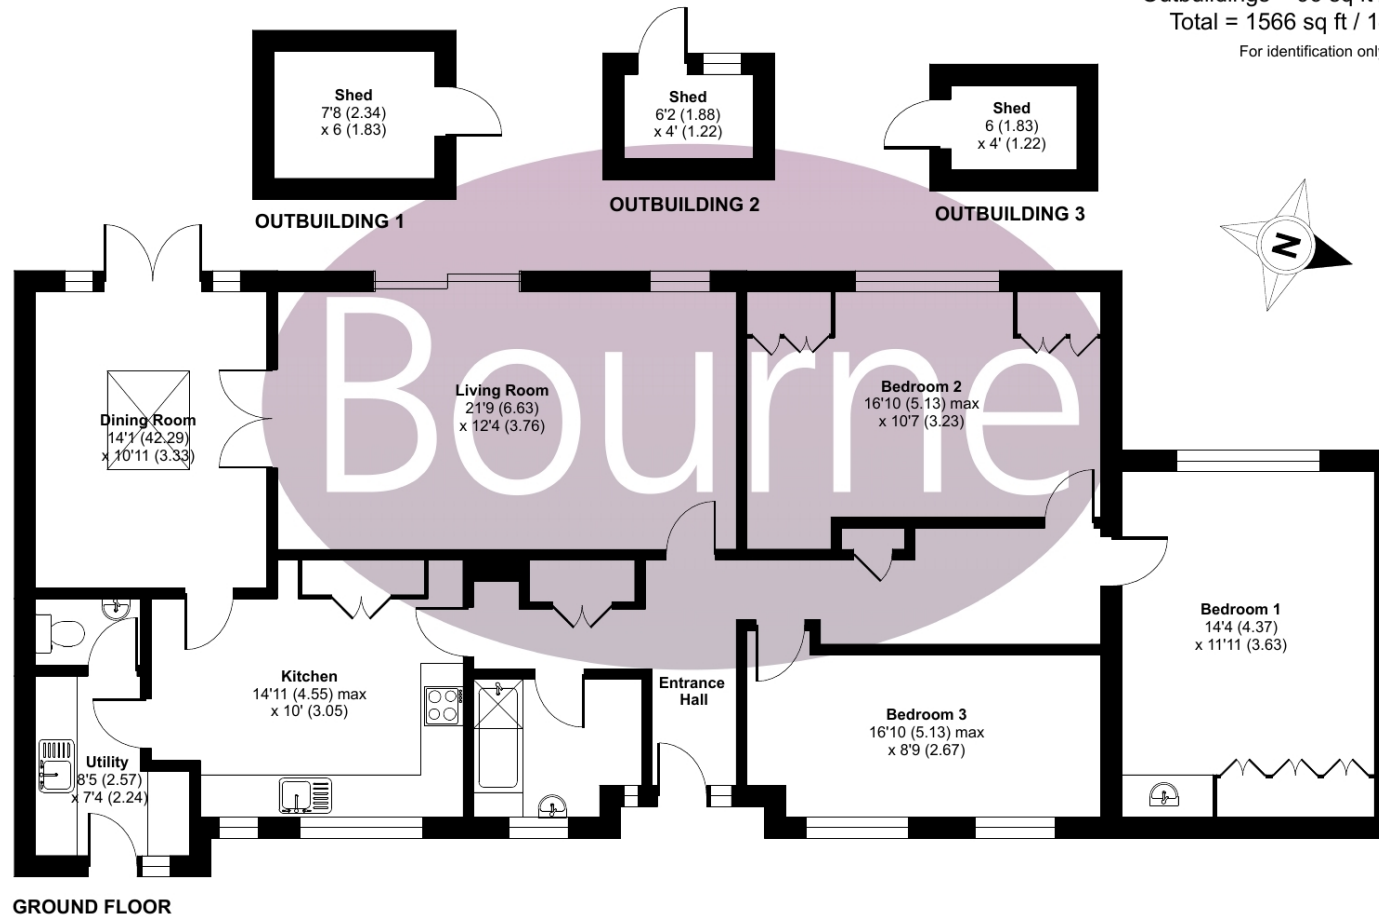 Total = 1566 sq ft / 1
For identification only
Shed
7'8 (2.34)
x 6 (1.83)
OUTBUILDING 1
Shed
6'2 (1.88)
x 4' (1.22)
OUTBUILDING 2
Shed
6 (1.83)
x 4' (1.22)
OUTBUILDING 3
N
Bourne
Dining Room
14'1 (42.29)
x 10'11 (3.33)
Living Room
21'9 (6.63)
x 12'4 (3.76)
Bedroom 2
16'10 (5.13) max
x 10'7 (3.23)
Bedroom 1
14'4 (4.37)
x 11'11 (3.63)
Kitchen
14'11 (4.55) max
x 10' (3.05)
Entrance
Hall
Bedroom 3
16'10 (5.13) max
x 8'9 (2.67)
Utility
8'5 (2.57)
x 7'4 (2.24)
GROUND FLOOR